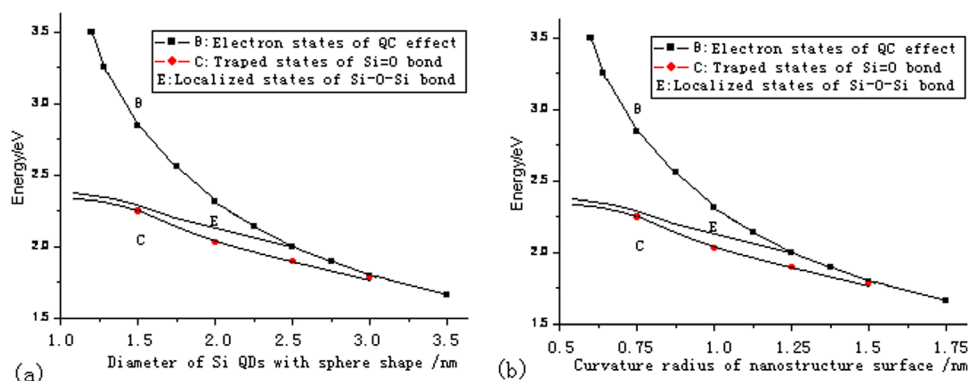 3.5
3.0
2.5
2.0
1.5
Energy/eV
B:Electron states of QC effect
C:Traped states of Si=O bond
E:Localized states of Si-O-Si bond
B
E
C
1.0 1.5 2.0 2.5 3.0 3.5
Diameter of Si QDs with sphere shape /nm
(a)
3.5
3.0
2.5
2.0
1.5
Energy/eV
B:Electron states of QC effect
C:Traped states of Si=O bond
E:Localized states of Si-O-Si bond
B
E
C
0.5 0.75 1.0 1.25 1.5 1.75
Curvature radius of nanostructure surface /nm
(b)